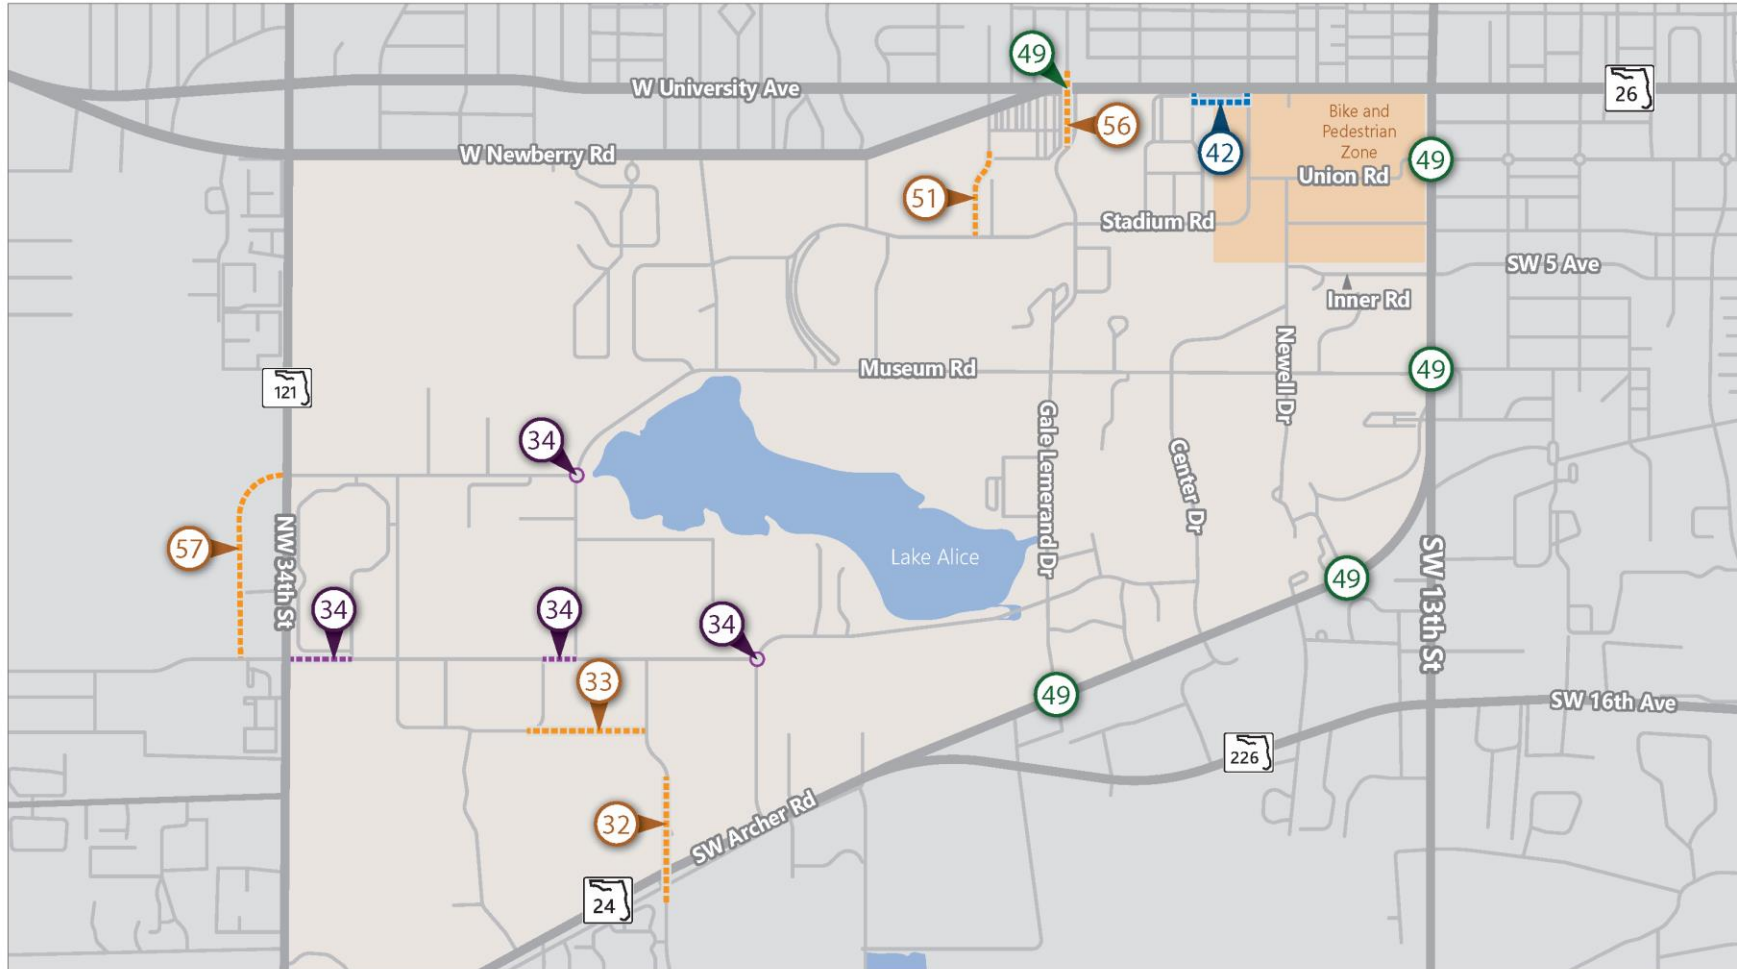 49
W University Ave
26
56
Bike and
Pedestrian
Zone
42
W Newberry Rd
49
Union Rd
51
Stadium Rd
SW 5 Ave
Inner Rd
Newell Dr
Museum Rd
49
121
Gale Lemerand Dr
34
Center Dr
57
NW 34th St
Lake Alice
49
SW 13th St
34
34
34
33
49
SW 16th Ave
226
32
SW Archer Rd
24